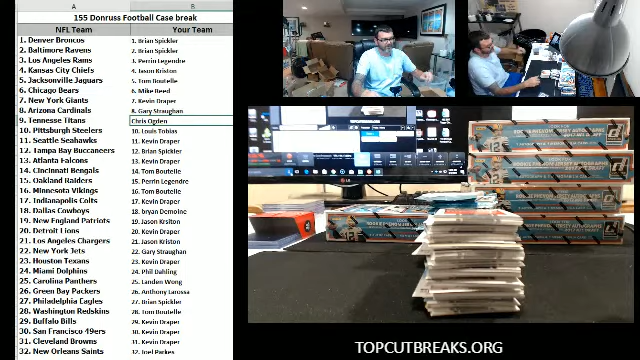 A B
155 Donruss Football Case break
NFL Team Your Team
1. Denver Broncos 1. Brian Spickler
2. Baltimore Ravens 2. Brian Spickler
3. Los Angeles Rams 3. Perrin Legendre
4. Kansas City Chiefs 4. Jason Kriston
5. Jacksonville Jaguars 5. Tom Boutelle
6. Chicago Bears 6. Mike Reed
7. New York Giants 7. Kevin Draper
8. Arizona Cardinals 8. Gary Straughan
9. Tennesse Titans Chris Ogden
10. Pittsburgh Steelers 10. Louis Tobias
11. Seattle Seahawks 11. Kevin Draper
12. Tampa Bay Buccaneers 12. Brian Spickler
13. Atlanta Falcons 13. Kevin Draper
14. Cincinnati Bengals 14. Tom Boutelle
15. Oakland Raiders 15. Perrin Legendre
16. Minnesota Vikings 16. Tom Boutelle
17. Indianapolis Colts 17. Kevin Draper
18. Dallas Cowboys 18. bryan Demoine
19. New England Patriots 19. Jason Kriston
20. Detroit Lions 20. Kevin Draper
21. Los Angeles Chargers 21. Jason Kriston
22. New York Jets 22. Gary Straughan
23. Houston Texans 23. Kevin Draper
24. Miami Dolphins 24. Phil Dahling
25. Carolina Panthers 25. Landen Wong
26. Green Bay Packers 26. Anthony Larossa
27. Philadelphia Eagles 27. Brian Spickler
28. Washington Redskins 28. Tom Boutelle
29. Buffalo Bills 29. Kevin Draper
30. San Francisco 49ers 30. Kevin Draper
31. Cleveland Browns 31. Kevin Draper
32. New Orleans Saints 32. Joel Parkes
ROOKIE PHENOM JERSEY AUTOGRAPHS
TOPCUTBREAKS.ORG